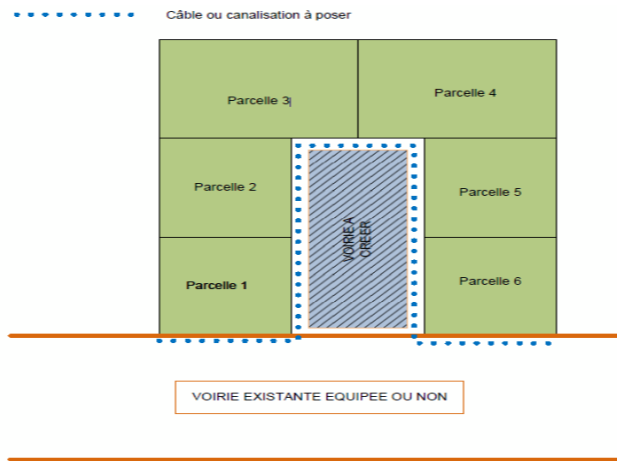 Câble ou canalisation à poser
Parcelle 3
Parcelle 4
Parcelle 2
Parcelle 5
VOIRIE A
CREER
Parcelle 1
Parcelle 6
VOIRIE EXISTANTE EQUIPEE OU NON